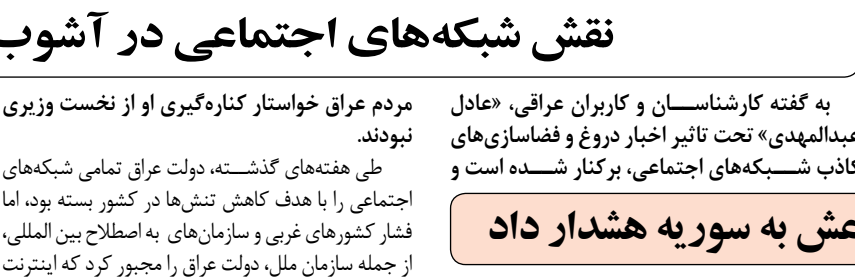 نقش شبکه‌های اجتماعی در آشوب
به گفته کارشناسان و کاربران عراقی، «عادل
عبدالمهدی» تحت تاثیر اخبار دروغ و فضاسازی‌های
کاذب شبکه‌های اجتماعی، برکنار شده است و
مردم عراق خواستار کناره‌گیری او از نخست وزیری
نبودند.
طی هفته‌های گذشته، دولت عراق تمامی شبکه‌های
اجتماعی را با هدف کاهش تنش‌ها در کشور بسته بود، اما
فشار کشورهای غربی و سازمان‌های به اصطلاح بین المللی،
از جمله سازمان ملل، دولت عراق را مجبور کرد که اینترنت
عش به سوریه هشدار داد